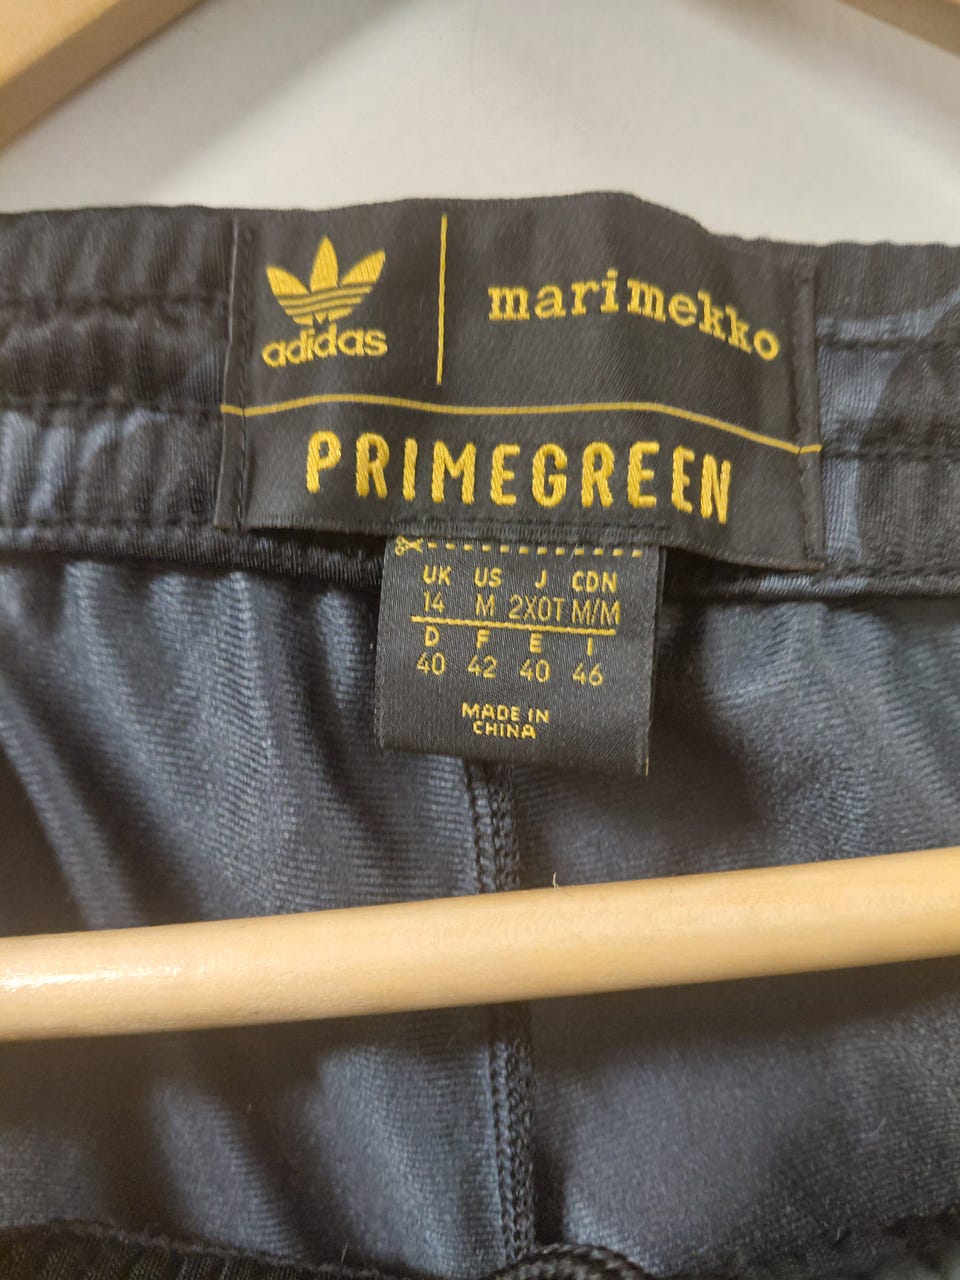 adidas
marimekko
PRIMEGREEN
UK US J CDN
14 M 2XOT M/M
D F E I
40 42 40 46
MADE IN
CHINA